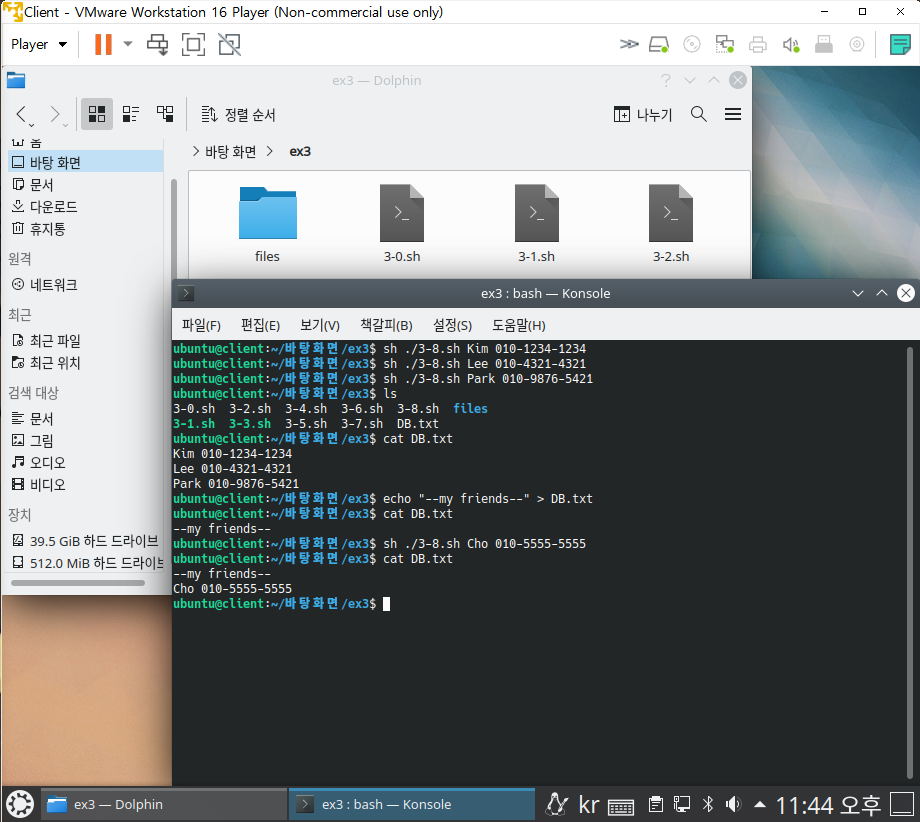 Client - VMware Workstation 16 Player (Non-commercial use only)
Player
ex3 — Dolphin
정렬 순서
나누기
홈
바탕 화면
문서
다운로드
휴지통
원격
네트워크
최근
최근 파일
최근 위치
검색 대상
문서
그림
오디오
비디오
장치
39.5 GiB 하드 드라이브
512.0 MiB 하드 드라이브
바탕 화면 ex3
files 3-0.sh 3-1.sh 3-2.sh
ex3 : bash — Konsole
파일(F) 편집(E) 보기(V) 책갈피(B) 설정(S) 도움말(H)
ubuntu@client:~/바탕화면/ex3$ sh ./3-8.sh Kim 010-1234-1234
ubuntu@client:~/바탕화면/ex3$ sh ./3-8.sh Lee 010-4321-4321
ubuntu@client:~/바탕화면/ex3$ sh ./3-8.sh Park 010-9876-5421
ubuntu@client:~/바탕화면/ex3$ ls
3-0.sh 3-2.sh 3-4.sh 3-6.sh 3-8.sh files
3-1.sh 3-3.sh 3-5.sh 3-7.sh DB.txt
ubuntu@client:~/바탕화면/ex3$ cat DB.txt
Kim 010-1234-1234
Lee 010-4321-4321
Park 010-9876-5421
ubuntu@client:~/바탕화면/ex3$ echo "--my friends--" > DB.txt
ubuntu@client:~/바탕화면/ex3$ cat DB.txt
--my friends--
ubuntu@client:~/바탕화면/ex3$ sh ./3-8.sh Cho 010-5555-5555
ubuntu@client:~/바탕화면/ex3$ cat DB.txt
--my friends--
Cho 010-5555-5555
ubuntu@client:~/바탕화면/ex3$
ex3 — Dolphin
ex3 : bash — Konsole
kr
11:44 오후